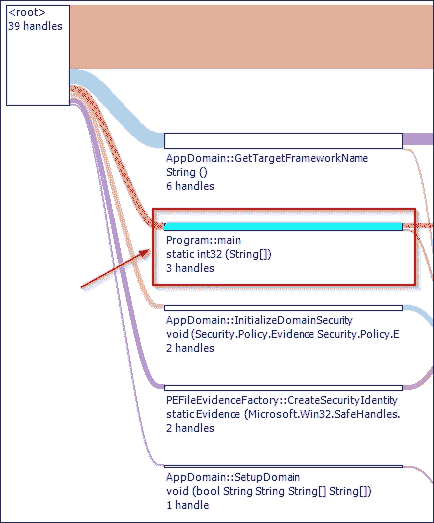 <root>
39 handles
AppDomain::GetTargetFrameworkName
String ()
6 handles
Program::main
static int32 (String[])
3 handles
AppDomain::InitializeDomainSecurity
void (Security.Policy.Evidence Security.Policy.E
2 handles
PEFileEvidenceFactory::CreateSecurityIdentity
static Evidence (Microsoft.Win32.SafeHandles.
2 handles
AppDomain::SetupDomain
void (bool String String String[] String[])
1 handle